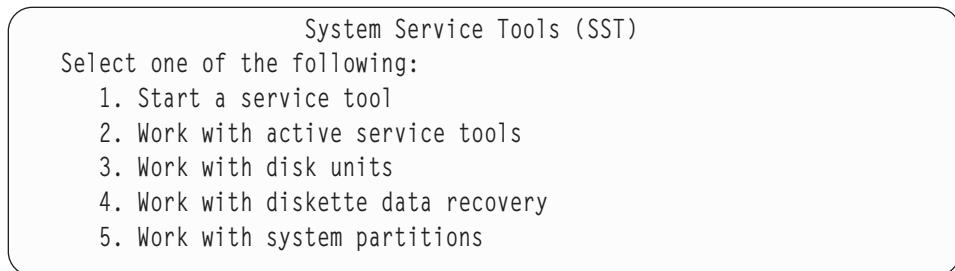 System Service Tools (SST)
Select one of the following:
1. Start a service tool
2. Work with active service tools
3. Work with disk units
4. Work with diskette data recovery
5. Work with system partitions